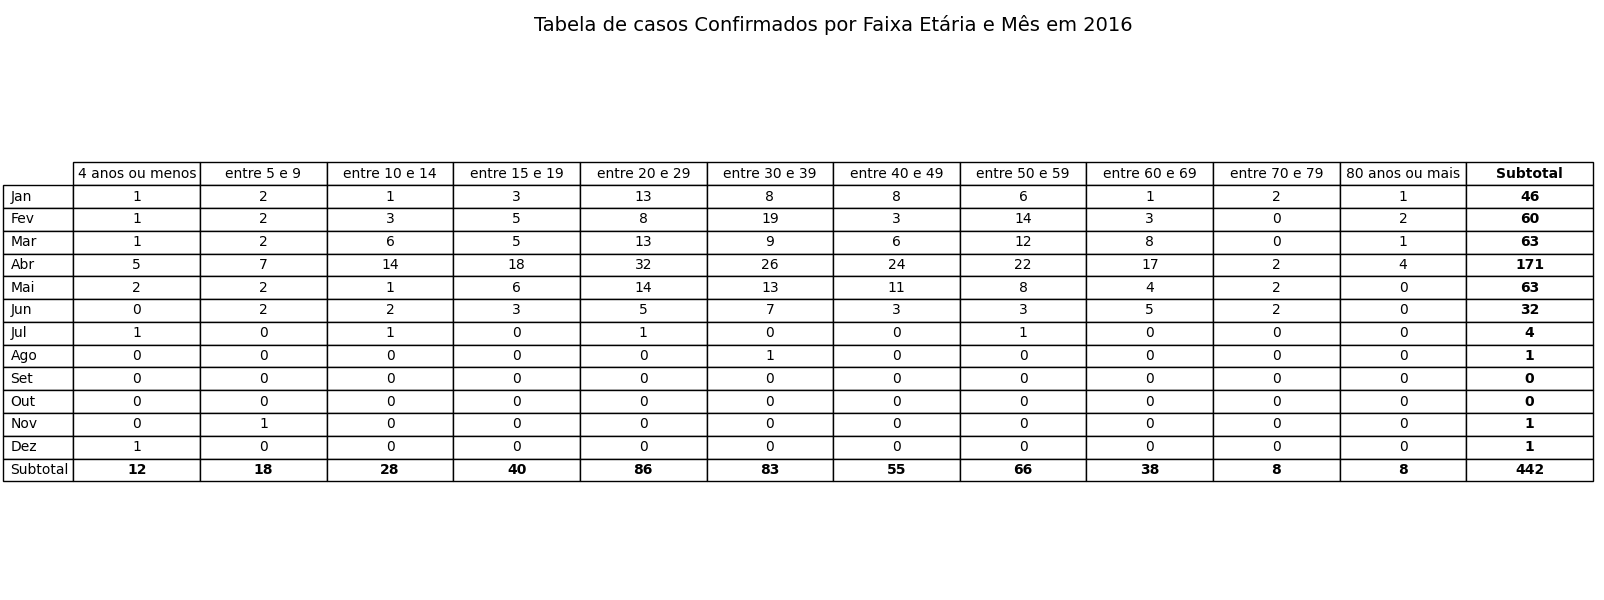 Tabela de casos Confirmados por Faixa Etária e Mês em 2016
4 anos ou menos entre 5 e 9 entre 10 e 14 entre 15 e 19 entre 20 e 29 entre 30 e 39 entre 40 e 49 entre 50 e 59 entre 60 e 69 entre 70 e 79 80 anos ou mais Subtotal
Jan 1 2 1 3 13 8 8 6 1 2 1 46
Fev 1 2 3 5 8 19 3 14 3 0 2 60
Mar 1 2 6 5 13 9 6 12 8 0 1 63
Abr 5 7 14 18 32 26 24 22 17 2 4 171
Mai 2 2 1 6 14 13 11 8 4 2 0 63
Jun 0 2 2 3 5 7 3 3 5 2 0 32
Jul 1 0 1 0 1 0 0 1 0 0 0 4
Ago 0 0 0 0 0 1 0 0 0 0 0 1
Set 0 0 0 0 0 0 0 0 0 0 0 0
Out 0 0 0 0 0 0 0 0 0 0 0 0
Nov 0 1 0 0 0 0 0 0 0 0 0 1
Dez 1 0 0 0 0 0 0 0 0 0 0 1
Subtotal 12 18 28 40 86 83 55 66 38 8 8 442